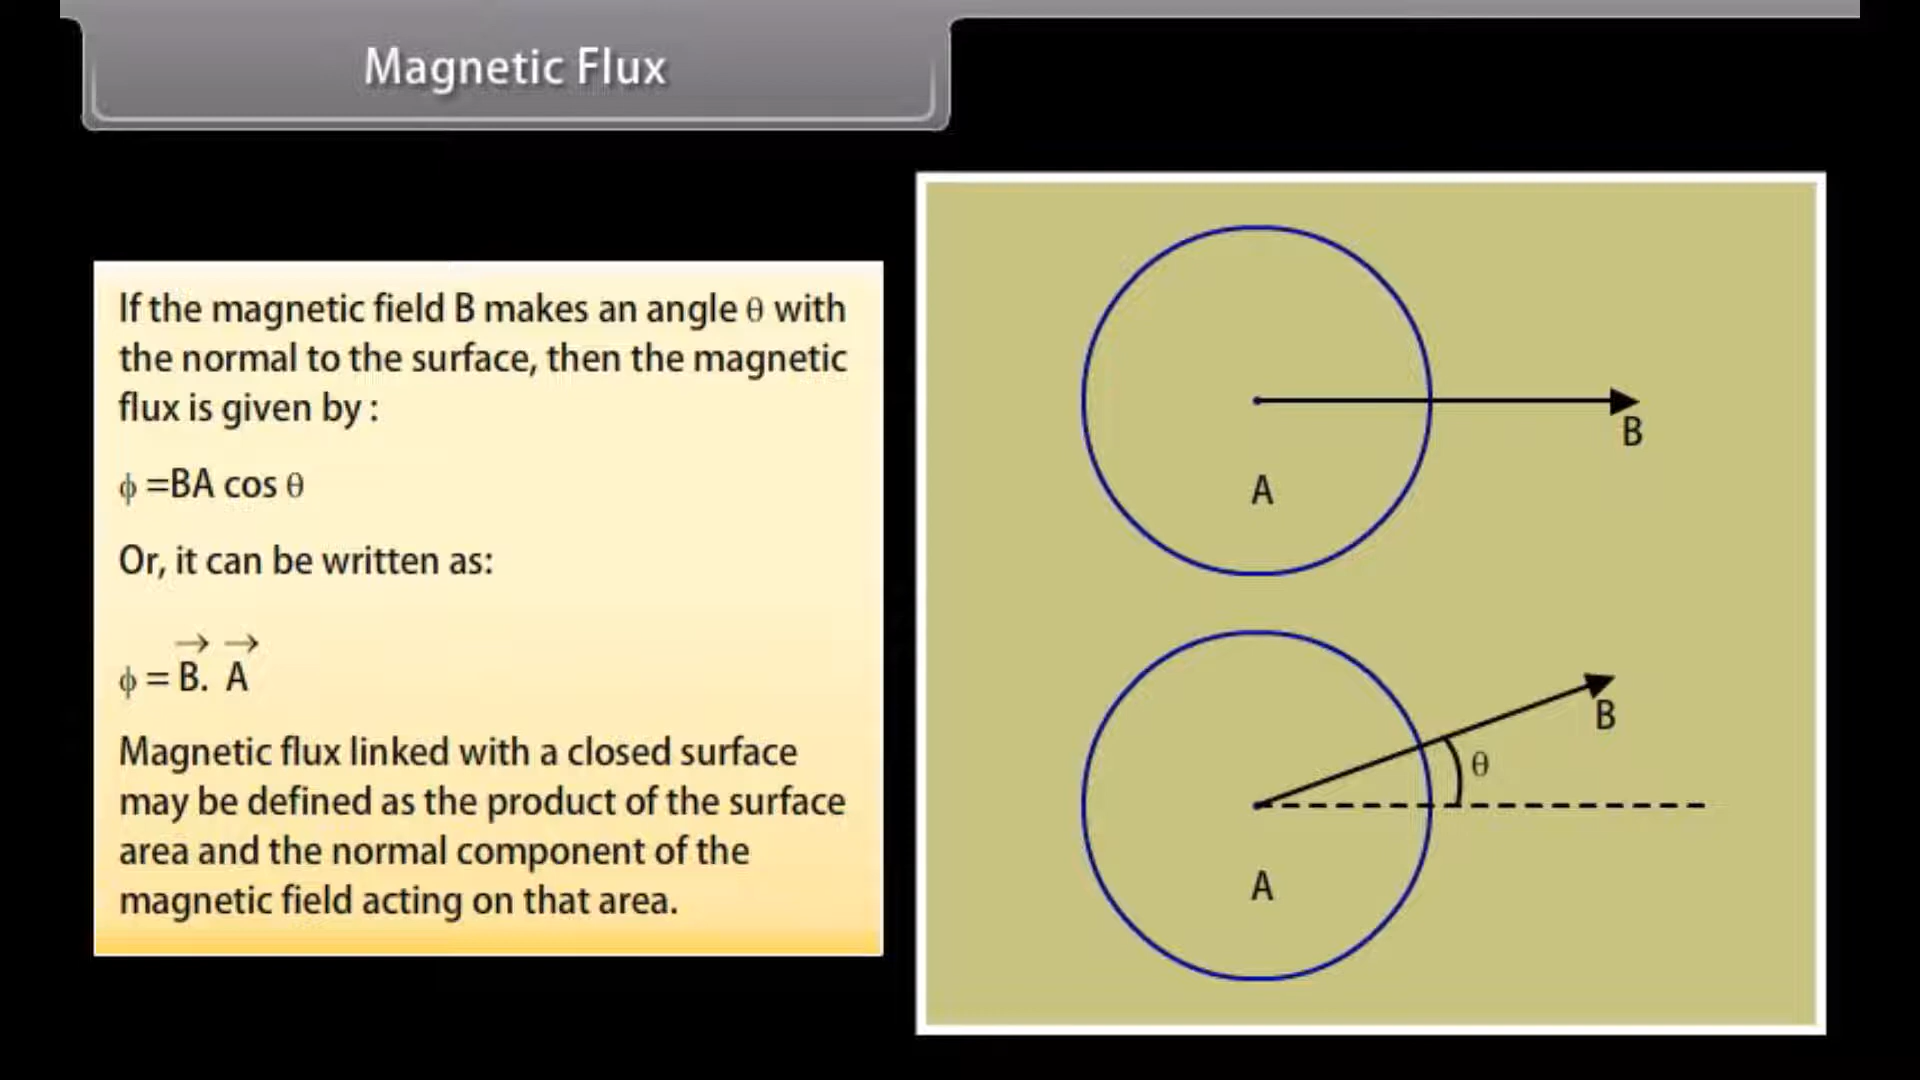 Magnetic Flux
If the magnetic field B makes an angle θ with
the normal to the surface, then the magnetic
flux is given by :
ϕ =BA cos θ
Or, it can be written as:
→ →
ϕ = B. A
Magnetic flux linked with a closed surface
may be defined as the product of the surface
area and the normal component of the
magnetic field acting on that area.
B
A
B
θ
A